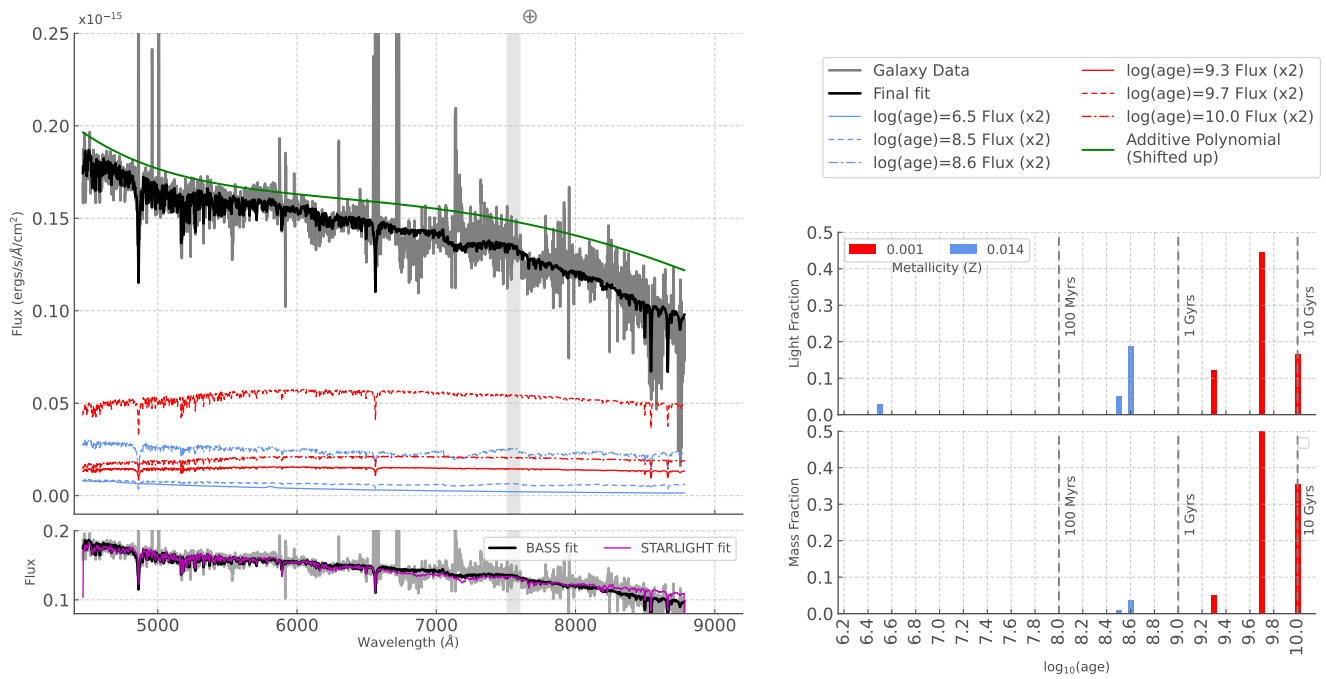 x10⁻¹⁵
⊕
0.25
0.20
0.15
0.10
0.05
0.00
Flux (ergs/s/Å/cm²)
0.2
0.1
Flux
BASS fit
STARLIGHT fit
5000
6000
7000
8000
9000
Wavelength (Å)
Galaxy Data
Final fit
log(age)=6.5 Flux (x2)
log(age)=8.5 Flux (x2)
log(age)=8.6 Flux (x2)
log(age)=9.3 Flux (x2)
log(age)=9.7 Flux (x2)
log(age)=10.0 Flux (x2)
Additive Polynomial
(Shifted up)
0.5
0.4
0.3
0.2
0.1
0.0
Light Fraction
0.001
0.014
Metallicity (Z)
100 Myrs
1 Gyrs
10 Gyrs
0.5
0.4
0.3
0.2
0.1
0.0
Mass Fraction
100 Myrs
1 Gyrs
10 Gyrs
6.2
6.4
6.6
6.8
7.0
7.2
7.4
7.6
7.8
8.0
8.2
8.4
8.6
8.8
9.0
9.2
9.4
9.6
9.8
10.0
log₁₀(age)